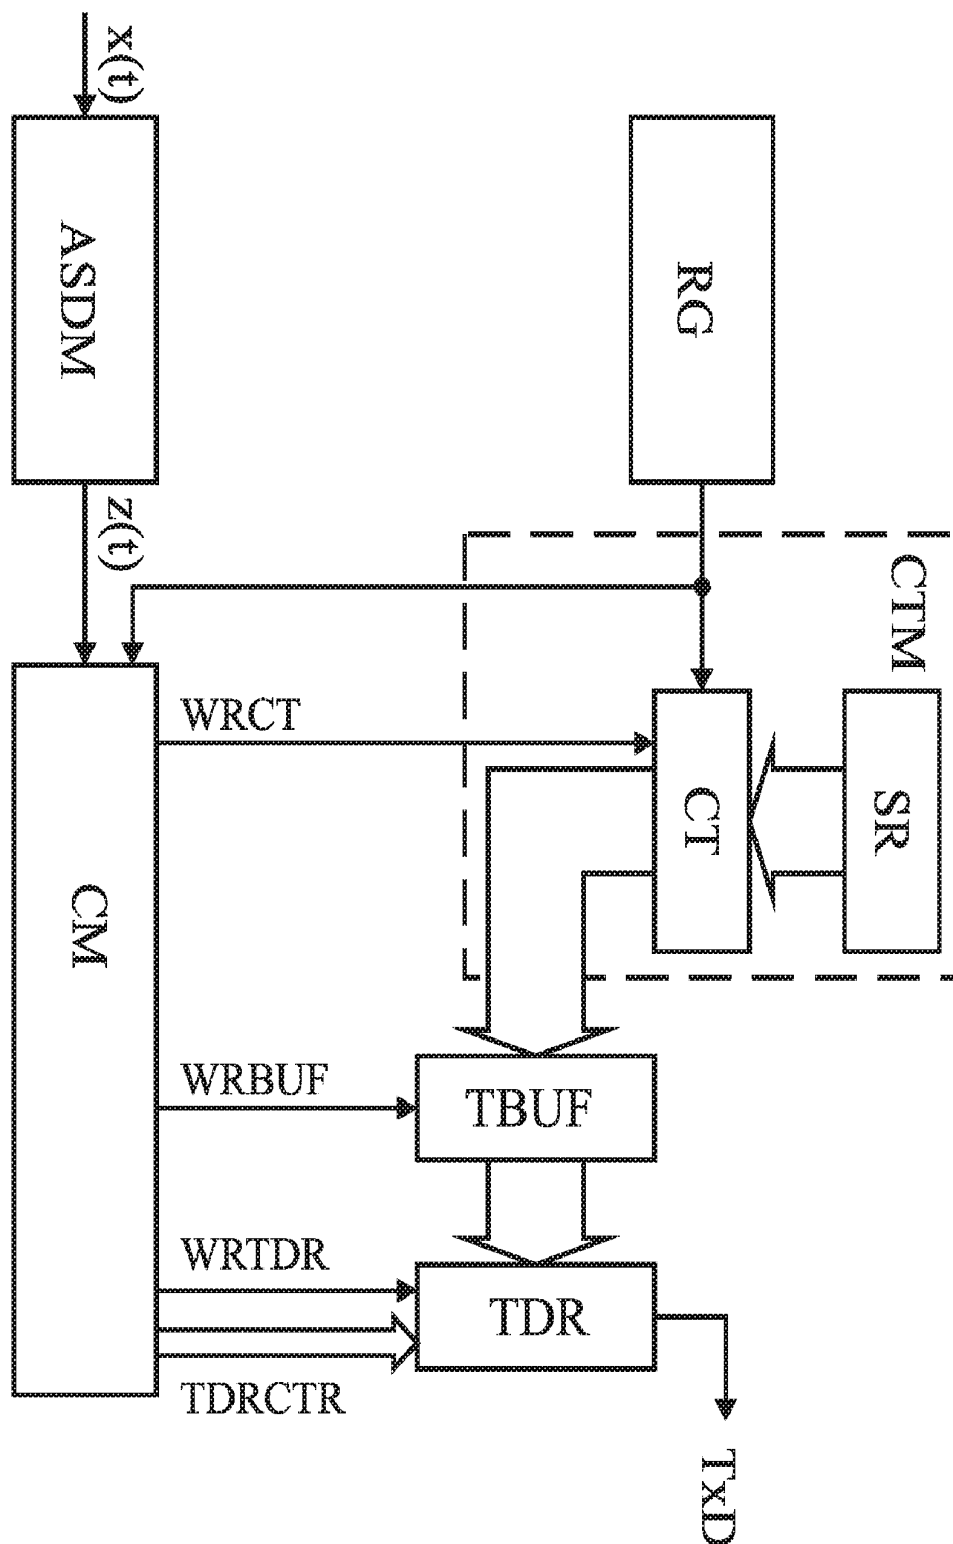 x(t)
ASDM
RG
z(t)
CTM
WRCT
CT
SR
CM
WRBUF
TBUF
WRTDR
TDR
TDRCTR
TxD